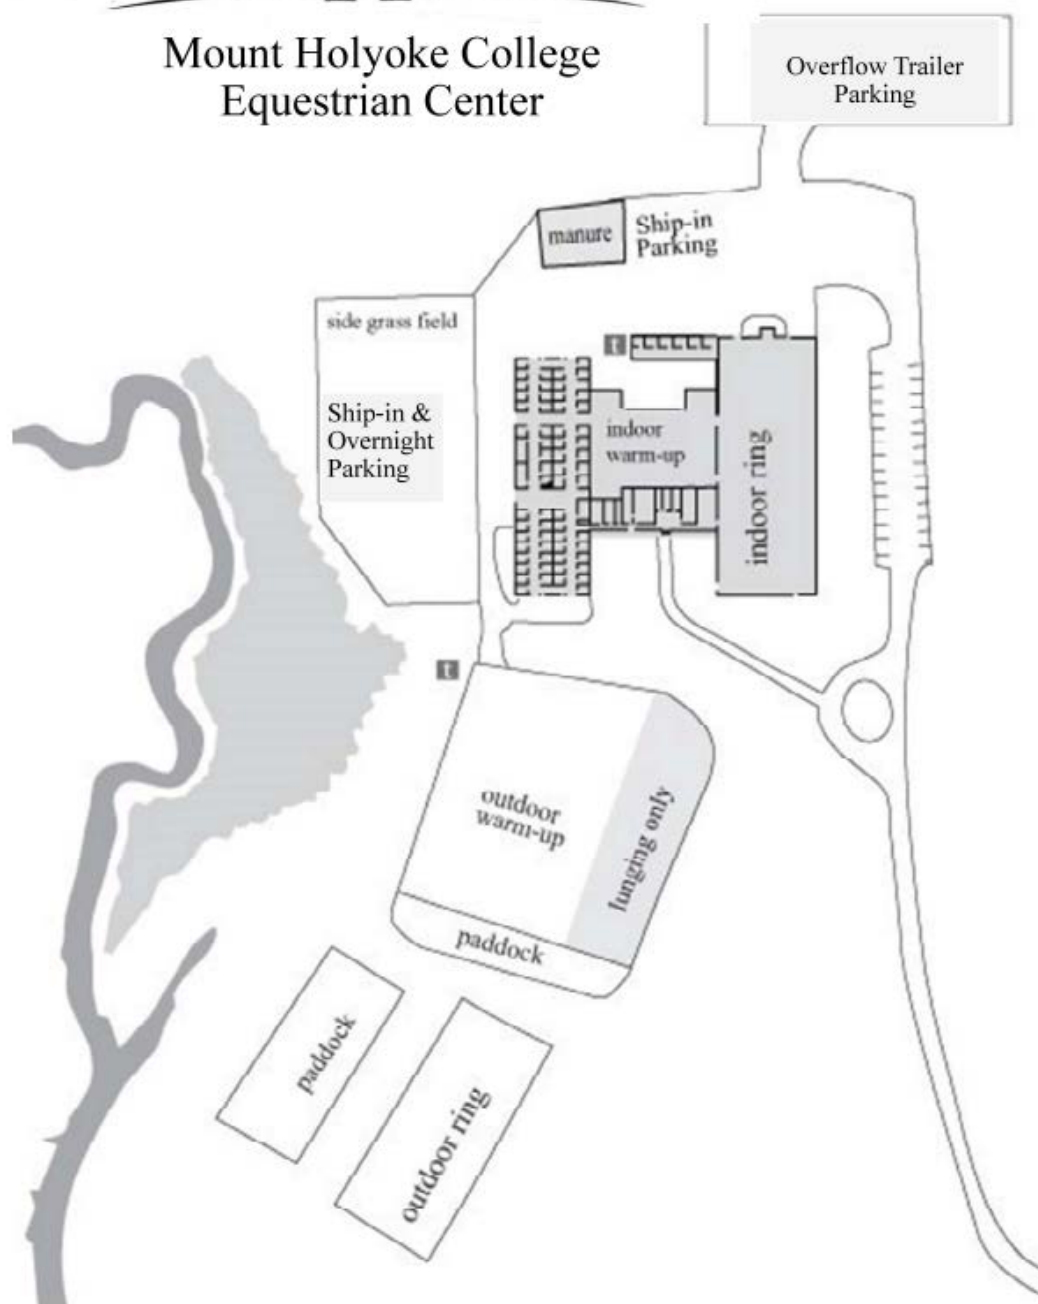 Mount Holyoke College
Equestrian Center
Overflow Trailer
Parking
manure
Ship-in
Parking
side grass field
t
Ship-in &
Overnight
Parking
indoor
warm-up
indoor ring
t
outdoor
warm-up
lunging only
paddock
paddock
outdoor ring